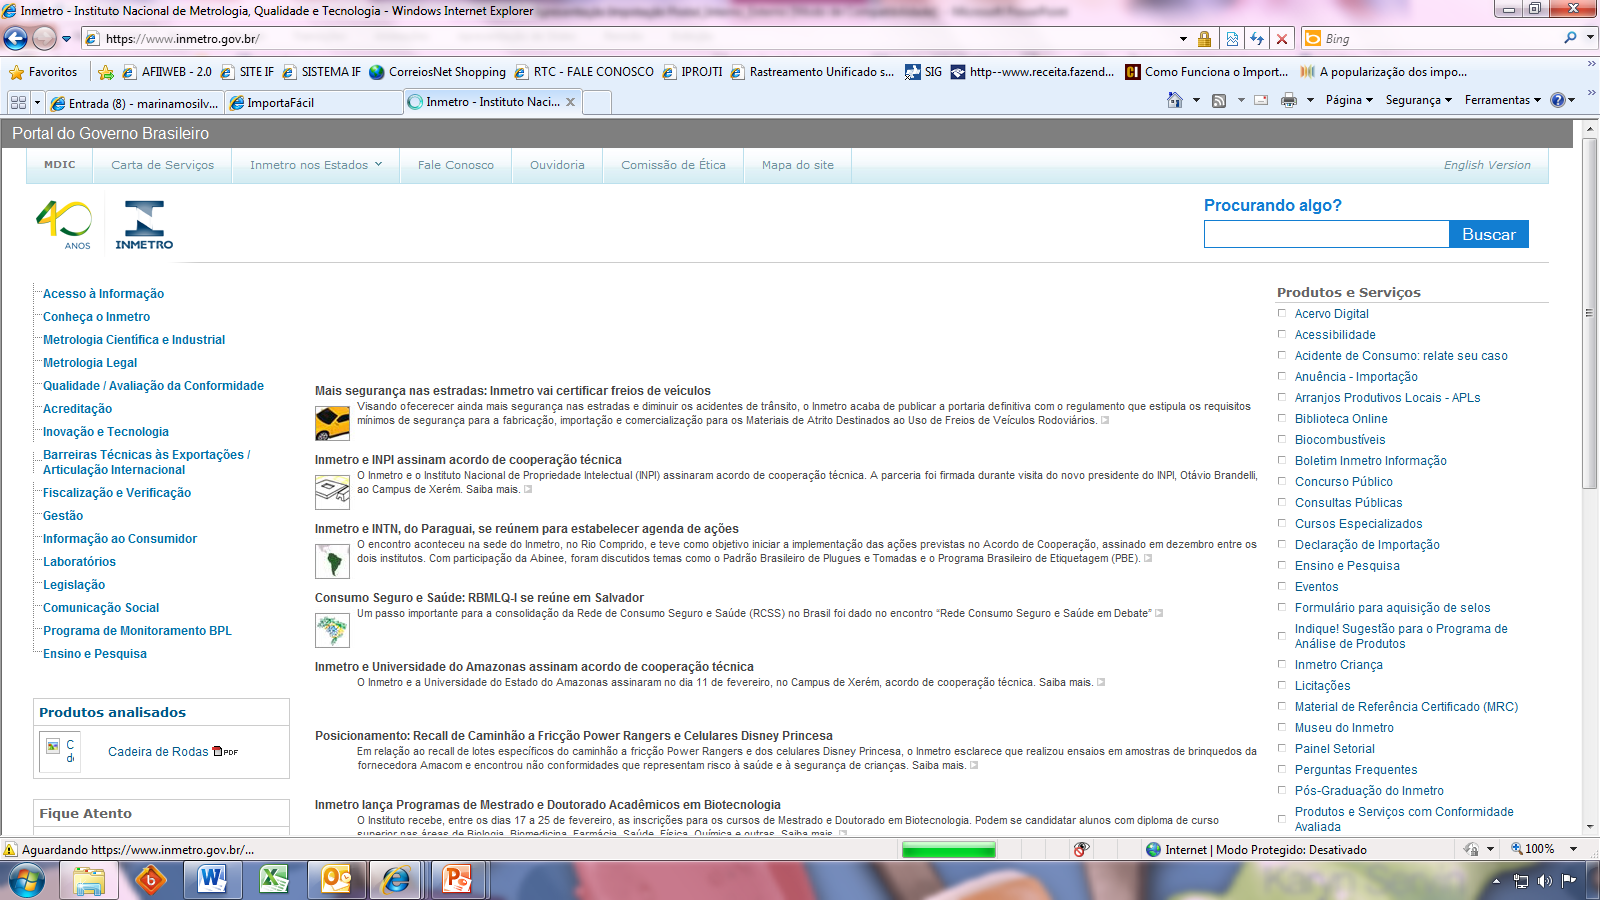 Inmetro - Instituto Nacional de Metrologia, Qualidade e Tecnologia - Windows Internet Explorer
https://www.inmetro.gov.br/
Bing
Favoritos
AFIIWEB - 2.0
SITE IF
SISTEMA IF
CorreiosNet Shopping
RTC - FALE CONOSCO
IPROJTI
Rastreamento Unificado s...
SIG
http--www.receita.fazend...
Como Funciona o Import...
A popularização dos impo...
Entrada (8) - marinamosilv...
ImportaFácil
Inmetro - Instituto Naci...
Página
Segurança
Ferramentas
Portal do Governo Brasileiro
MDIC
Carta de Serviços
Inmetro nos Estados
Fale Conosco
Ouvidoria
Comissão de Ética
Mapa do site
English Version
40
ANOS
INMETRO
Procurando algo?
Buscar
Acesso à Informação
Conheça o Inmetro
Metrologia Científica e Industrial
Metrologia Legal
Qualidade / Avaliação da Conformidade
Acreditação
Inovação e Tecnologia
Barreiras Técnicas às Exportações /
Articulação Internacional
Fiscalização e Verificação
Gestão
Informação ao Consumidor
Laboratórios
Legislação
Comunicação Social
Programa de Monitoramento BPL
Ensino e Pesquisa
Produtos analisados
Cadeira de Rodas PDF
Fique Atento
Mais segurança nas estradas: Inmetro vai certificar freios de veículos
Visando ofecerecer ainda mais segurança nas estradas e diminuir os acidentes de trânsito, o Inmetro acaba de publicar a portaria definitiva com o regulamento que estipula os requisitos
mínimos de segurança para a fabricação, importação e comercialização para os Materiais de Atrito Destinados ao Uso de Freios de Veículos Rodoviários.
Inmetro e INPI assinam acordo de cooperação técnica
O Inmetro e o Instituto Nacional de Propriedade Intelectual (INPI) assinaram acordo de cooperação técnica. A parceria foi firmada durante visita do novo presidente do INPI, Otávio Brandelli,
ao Campus de Xerém. Saiba mais.
Inmetro e INTN, do Paraguai, se reúnem para estabelecer agenda de ações
O encontro aconteceu na sede do Inmetro, no Rio Comprido, e teve como objetivo iniciar a implementação das ações previstas no Acordo de Cooperação, assinado em dezembro entre os
dois institutos. Com participação da Abinee, foram discutidos temas como o Padrão Brasileiro de Plugues e Tomadas e o Programa Brasileiro de Etiquetagem (PBE).
Consumo Seguro e Saúde: RBMLQ-I se reúne em Salvador
Um passo importante para a consolidação da Rede de Consumo Seguro e Saúde (RCSS) no Brasil foi dado no encontro “Rede Consumo Seguro e Saúde em Debate”
Inmetro e Universidade do Amazonas assinam acordo de cooperação técnica
O Inmetro e a Universidade do Estado do Amazonas assinaram no dia 11 de fevereiro, no Campus de Xerém, acordo de cooperação técnica. Saiba mais.
Posicionamento: Recall de Caminhão a Fricção Power Rangers e Celulares Disney Princesa
Em relação ao recall de lotes específicos do caminhão a fricção Power Rangers e dos celulares Disney Princesa, o Inmetro esclarece que realizou ensaios em amostras de brinquedos da
fornecedora Amacom e encontrou não conformidades que representam risco à saúde e à segurança de crianças. Saiba mais.
Inmetro lança Programas de Mestrado e Doutorado Acadêmicos em Biotecnologia
O Instituto recebe, entre os dias 17 a 25 de fevereiro, as inscrições para os cursos de Mestrado e Doutorado em Biotecnologia. Podem se candidatar alunos com diploma de curso
superior nas áreas de Biologia, Biomedicina, Farmácia, Saúde, Física, Química e outras. Saiba mais.
Produtos e Serviços
Acervo Digital
Acessibilidade
Acidente de Consumo: relate seu caso
Anuência - Importação
Arranjos Produtivos Locais - APLs
Biblioteca Online
Biocombustíveis
Boletim Inmetro Informação
Concurso Público
Consultas Públicas
Cursos Especializados
Declaração de Importação
Ensino e Pesquisa
Eventos
Formulário para aquisição de selos
Indique! Sugestão para o Programa de
Análise de Produtos
Inmetro Criança
Licitações
Material de Referência Certificado (MRC)
Museu do Inmetro
Painel Setorial
Perguntas Frequentes
Pós-Graduação do Inmetro
Produtos e Serviços com Conformidade
Avaliada
Aguardando https://www.inmetro.gov.br/...
Internet | Modo Protegido: Desativado
100%